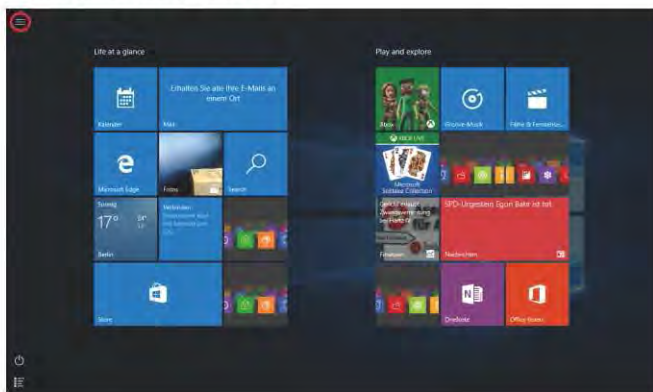 Life at a glance
Play and explore
Kalender
Erhalten Sie alle Ihre E-Mails an
einem Ort
Mail
Xbox
Groove-Musik
Filme & Fernsehse...
Microsoft Edge
Fotos
Search
XBOX LIVE
Microsoft
Solitaire Collection
Sonnig
17°
Berlin
Verbinden
Finanzen
SPD-Urgestein Egon Bahr ist tot
Nachrichten
Store
OneNote
Office holen